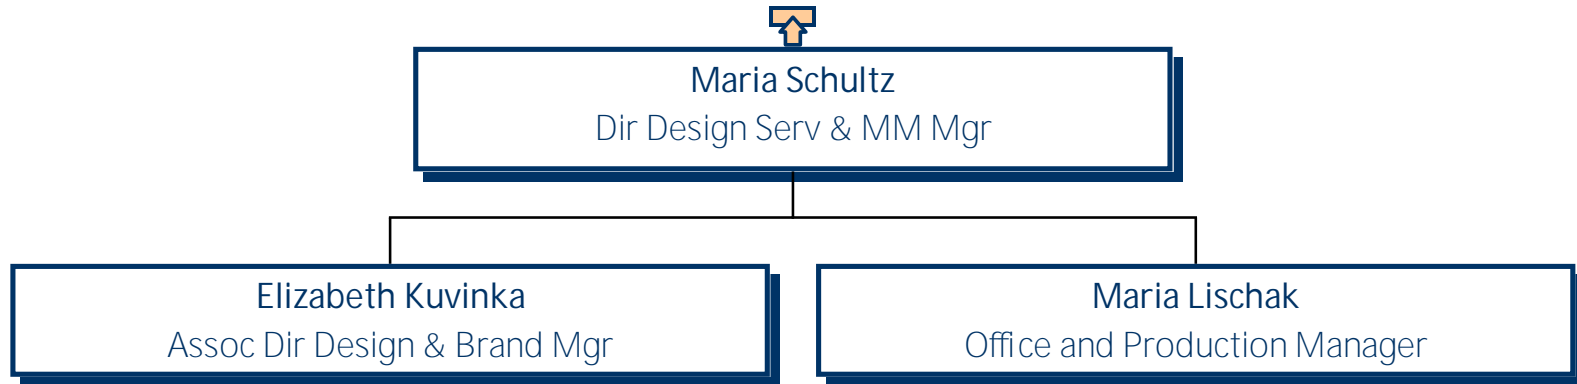 Maria Schultz
Dir Design Serv & MM Mgr
Elizabeth Kuvinka
Assoc Dir Design & Brand Mgr
Maria Lischak
Office and Production Manager